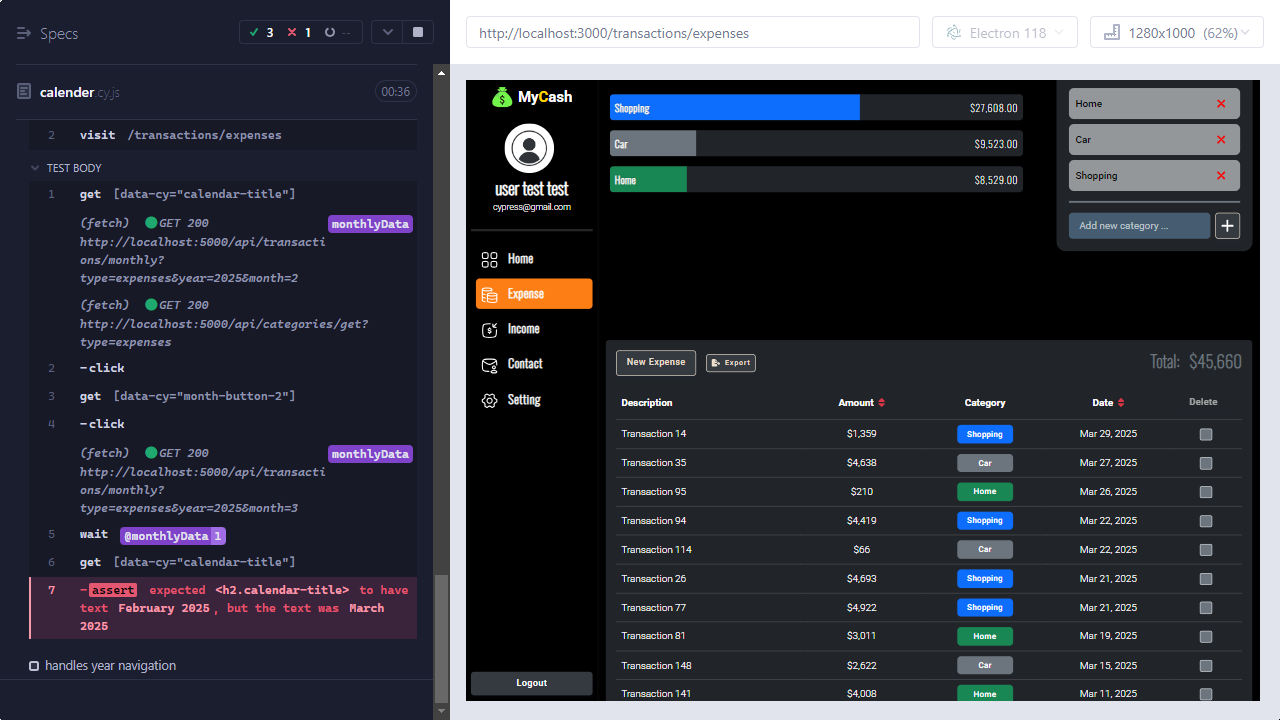 Specs
3
1
--
calender.cy.js
00:36
2 visit /transactions/expenses
TEST BODY
1 get [data-cy="calendar-title"]
(fetch) GET 200 monthlyData
http://localhost:5000/api/transacti
ons/monthly?
type=expenses&year=2025&month=2
(fetch) GET 200
http://localhost:5000/api/categories/get?
type=expenses
2 -click
3 get [data-cy="month-button-2"]
4 -click
(fetch) GET 200 monthlyData
http://localhost:5000/api/transacti
ons/monthly?
type=expenses&year=2025&month=3
5 wait @monthlyData 1
6 get [data-cy="calendar-title"]
7 -assert expected <h2.calendar-title> to have
text February 2025, but the text was March
2025
handles year navigation
http://localhost:3000/transactions/expenses
Electron 118
1280x1000 (62%)
MyCash
user test test
cypress@gmail.com
Home
Expense
Income
Contact
Setting
Logout
Shopping $27,608.00
Car $9,523.00
Home $8,529.00
Home
Car
Shopping
Add new category ...
New Expense Export Total: $45,660
Description Amount Category Date Delete
Transaction 14 $1,359 Shopping Mar 29, 2025
Transaction 35 $4,638 Car Mar 27, 2025
Transaction 95 $210 Home Mar 26, 2025
Transaction 94 $4,419 Shopping Mar 22, 2025
Transaction 114 $66 Car Mar 22, 2025
Transaction 26 $4,693 Shopping Mar 21, 2025
Transaction 77 $4,922 Shopping Mar 21, 2025
Transaction 81 $3,011 Home Mar 19, 2025
Transaction 148 $2,622 Car Mar 15, 2025
Transaction 141 $4,008 Home Mar 11, 2025